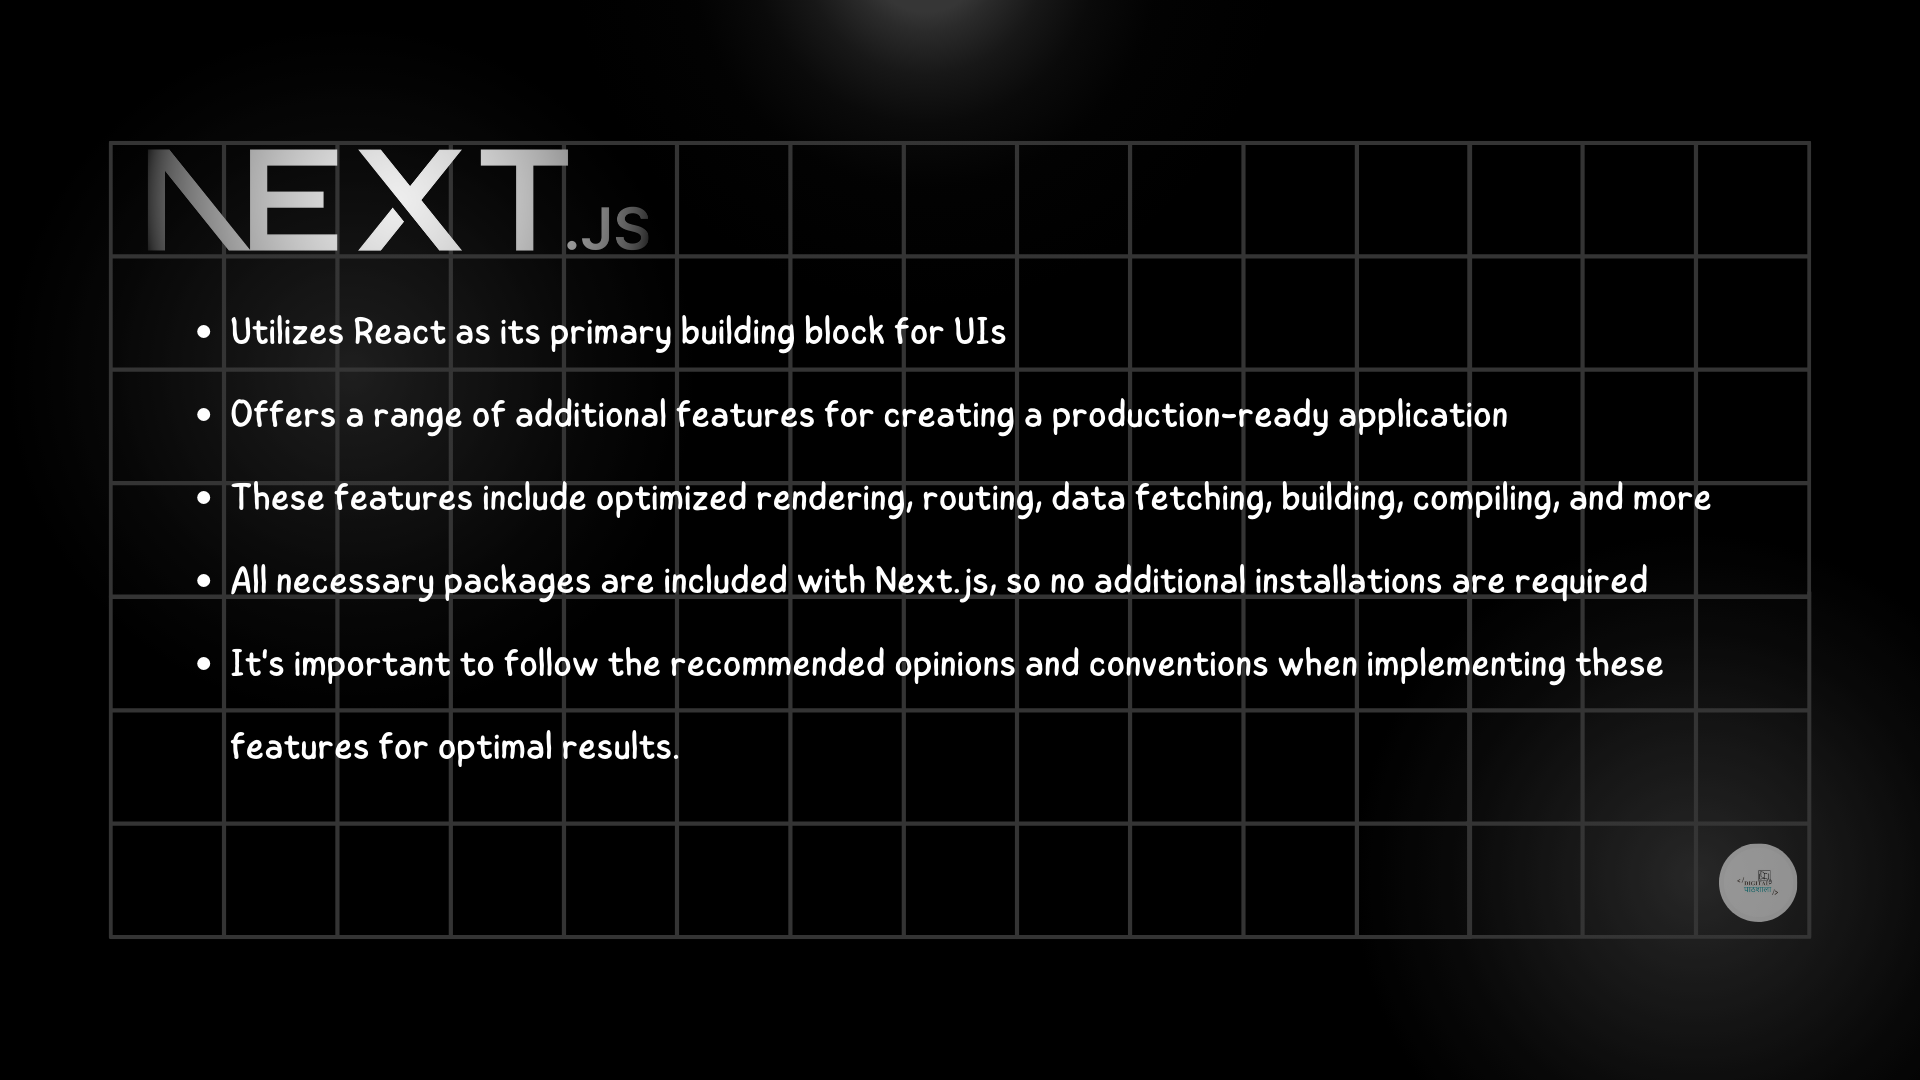 NEXT.JS
• Utilizes React as its primary building block for UIs
• Offers a range of additional features for creating a production-ready application
• These features include optimized rendering, routing, data fetching, building, compiling, and more
• All necessary packages are included with Next.js, so no additional installations are required
• It's important to follow the recommended opinions and conventions when implementing these
features for optimal results.
DIGITAL
पाठशाला